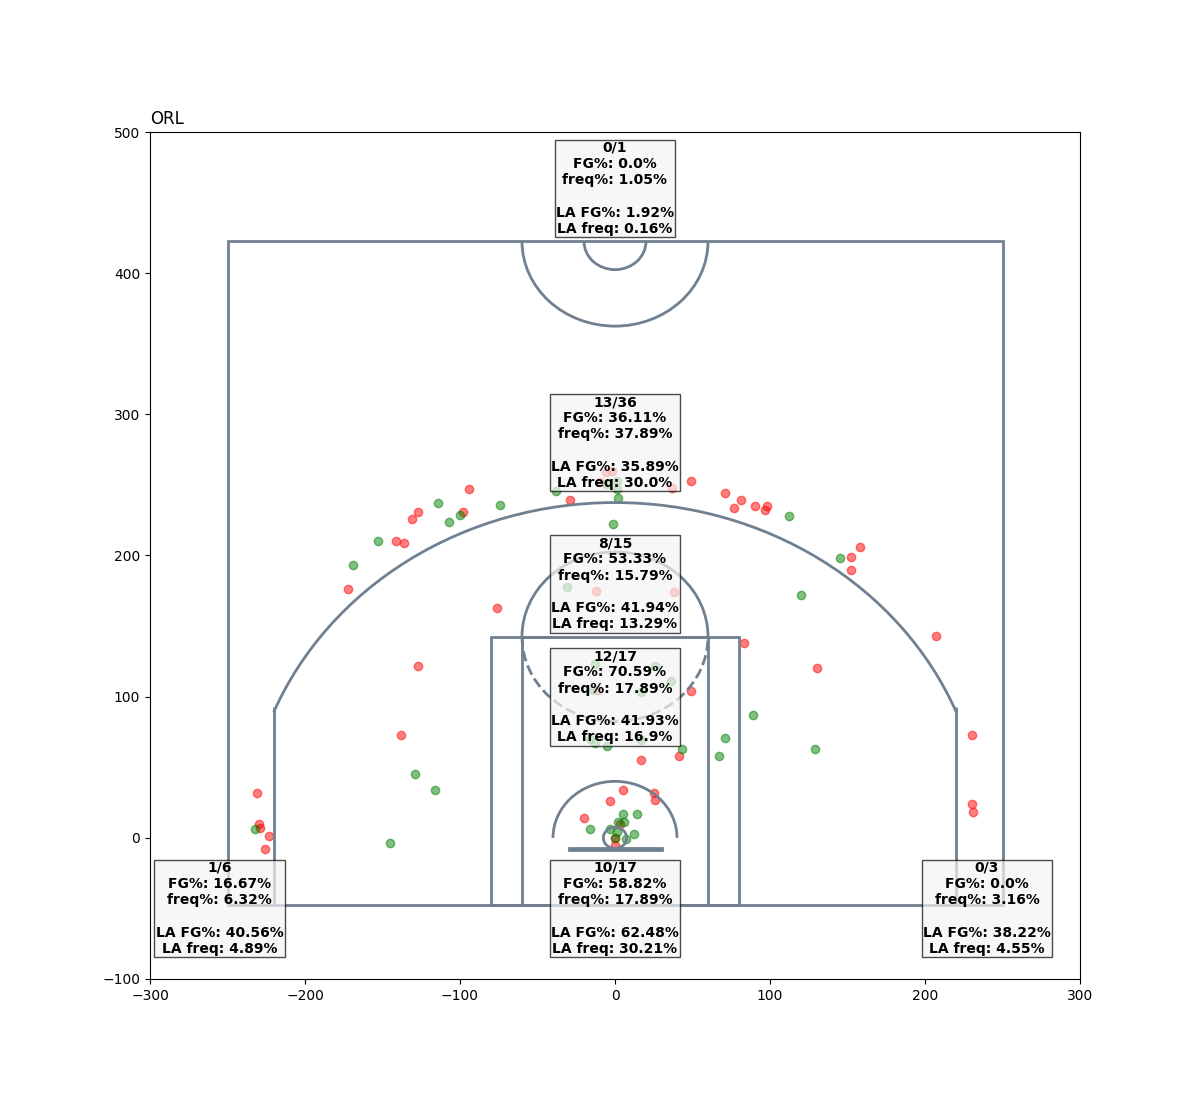 ORL
500
0/1
FG%: 0.0%
freq%: 1.05%
LA FG%: 1.92%
LA freq: 0.16%
400
300
13/36
FG%: 36.11%
freq%: 37.89%
LA FG%: 35.89%
LA freq: 30.0%
200
8/15
FG%: 53.33%
freq%: 15.79%
LA FG%: 41.94%
LA freq: 13.29%
12/17
FG%: 70.59%
freq%: 17.89%
LA FG%: 41.93%
LA freq: 16.9%
100
0
1/6
FG%: 16.67%
freq%: 6.32%
LA FG%: 40.56%
LA freq: 4.89%
10/17
FG%: 58.82%
freq%: 17.89%
LA FG%: 62.48%
LA freq: 30.21%
0/3
FG%: 0.0%
freq%: 3.16%
LA FG%: 38.22%
LA freq: 4.55%
−100
−300 −200 −100 0 100 200 300